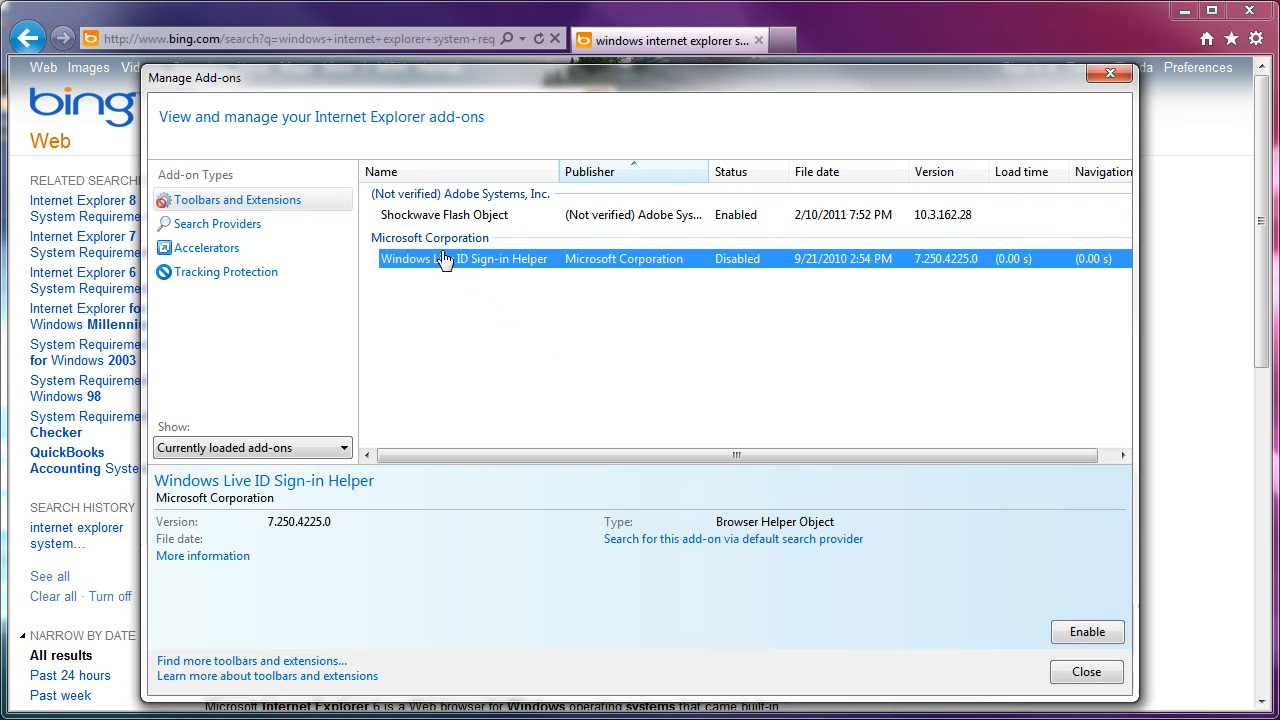 http://www.bing.com/search?q=windows+internet+explorer+system+req
windows internet explorer s...
Web Images
Preferences
bing
Web
Manage Add-ons
View and manage your Internet Explorer add-ons
Add-on Types
Toolbars and Extensions
Search Providers
Accelerators
Tracking Protection
Show:
Currently loaded add-ons
Name Publisher Status File date Version Load time Navigation
(Not verified) Adobe Systems, Inc.
Shockwave Flash Object (Not verified) Adobe Sys... Enabled 2/10/2011 7:52 PM 10.3.162.28
Microsoft Corporation
Windows Live ID Sign-in Helper Microsoft Corporation Disabled 9/21/2010 2:54 PM 7.250.4225.0 (0.00 s) (0.00 s)
Windows Live ID Sign-in Helper
Microsoft Corporation
Version: 7.250.4225.0
File date:
More information
Type: Browser Helper Object
Search for this add-on via default search provider
Enable
Find more toolbars and extensions...
Learn more about toolbars and extensions
Close
RELATED SEARCH
Internet Explorer 8
System Requireme
Internet Explorer 7
System Requireme
Internet Explorer 6
System Requireme
Internet Explorer fo
Windows Millenni
System Requireme
for Windows 2003
System Requireme
Windows 98
System Requireme
Checker
QuickBooks
Accounting Syste
SEARCH HISTORY
internet explorer
system...
See all
Clear all · Turn off
NARROW BY DATE
All results
Past 24 hours
Past week
Microsoft Internet Explorer 6 is a Web browser for Windows operating systems that came built-in